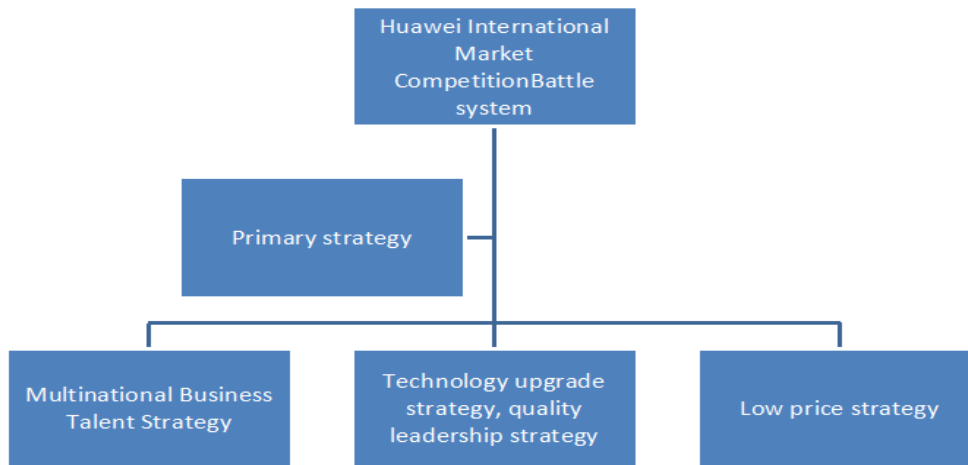 Huawei International
Market
CompetitionBattle
system
Primary strategy
Multinational Business
Talent Strategy
Technology upgrade
strategy, quality
leadership strategy
Low price strategy